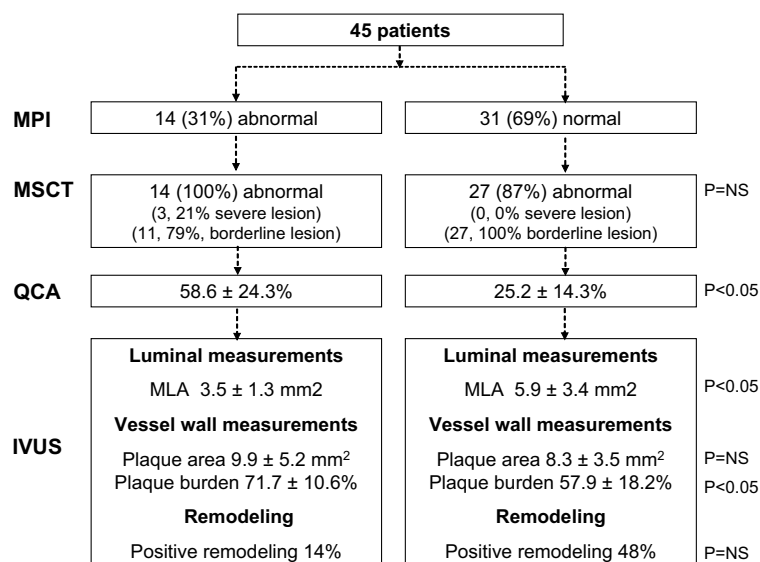 45 patients
MPI
14 (31%) abnormal
31 (69%) normal
MSCT
14 (100%) abnormal
(3, 21% severe lesion)
(11, 79%, borderline lesion)
27 (87%) abnormal
(0, 0% severe lesion)
(27, 100% borderline lesion)
P=NS
QCA
58.6 ± 24.3%
25.2 ± 14.3%
P<0.05
IVUS
Luminal measurements
MLA 3.5 ± 1.3 mm2
Vessel wall measurements
Plaque area 9.9 ± 5.2 mm²
Plaque burden 71.7 ± 10.6%
Remodeling
Positive remodeling 14%
Luminal measurements
MLA 5.9 ± 3.4 mm2
Vessel wall measurements
Plaque area 8.3 ± 3.5 mm²
Plaque burden 57.9 ± 18.2%
Remodeling
Positive remodeling 48%
P<0.05
P=NS
P<0.05
P=NS